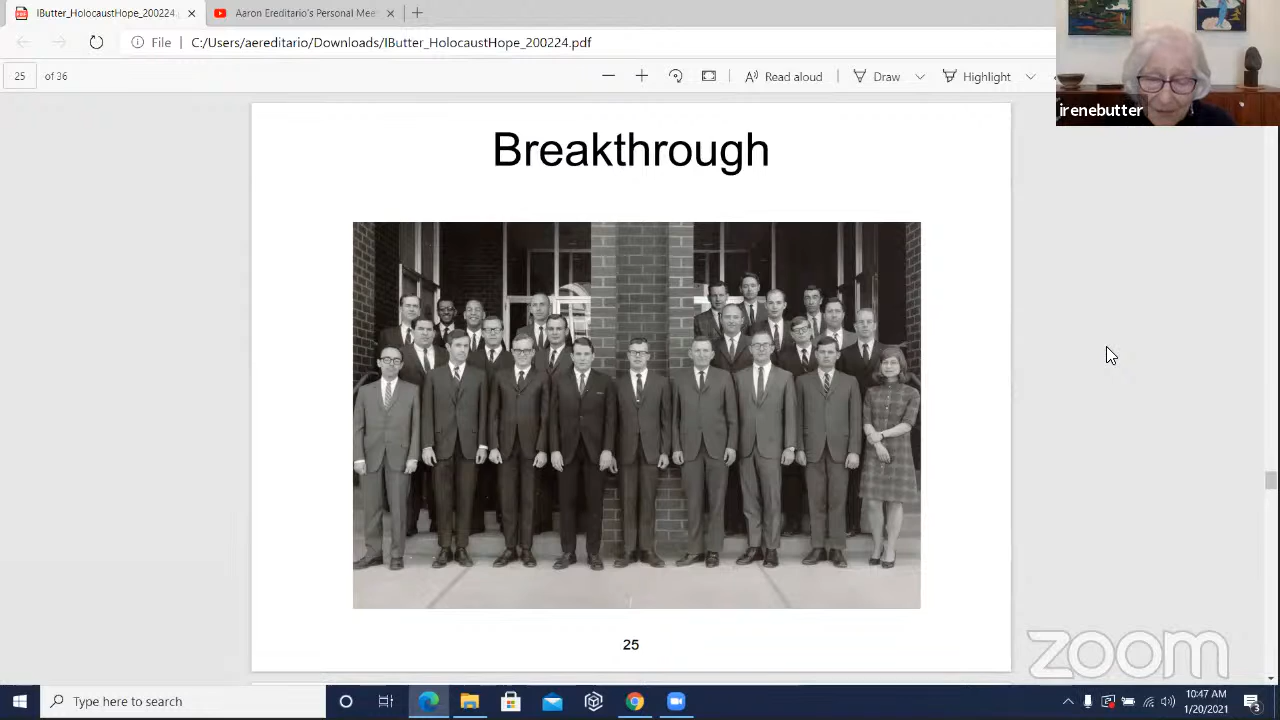 IButter_HolocaustHope_200224.
Aaron Ereditario's Personal Mee
File | C:/Users/aereditario/Downloads/IButter_HolocaustHope_200224.pdf
25 of 36
Read aloud
Draw
Highlight
irenebutter
Breakthrough
25
zoom
Type here to search
10:47 AM
1/20/2021
3